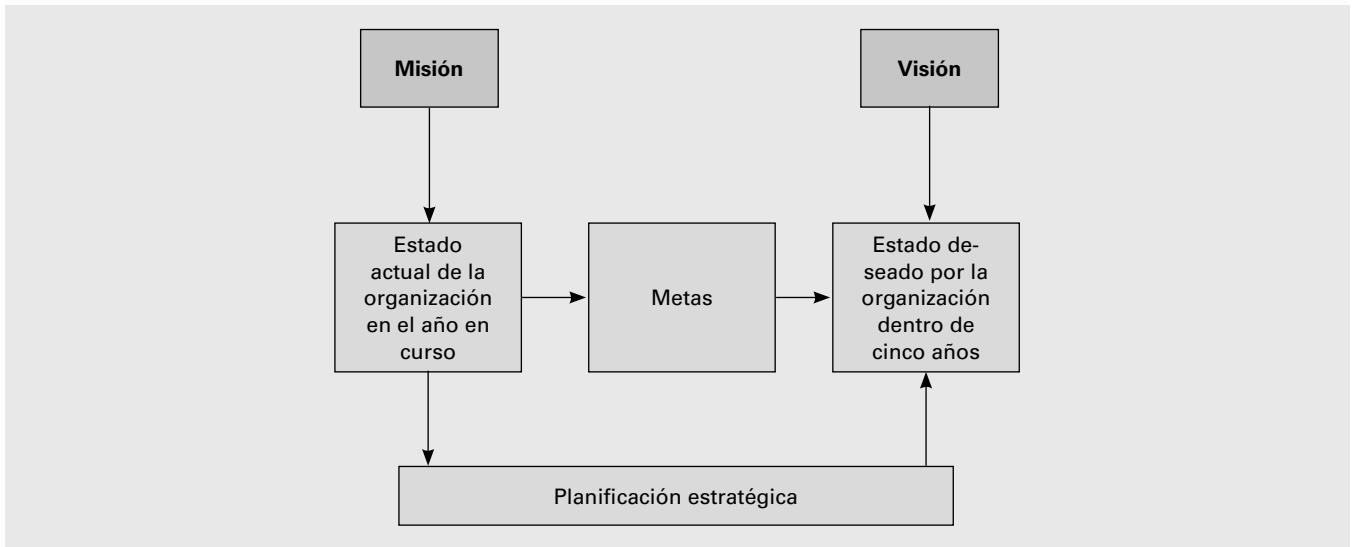 Misión
Visión
Estado
actual de la
organización
en el año en
curso
Metas
Estado de-
seado por la
organización
dentro de
cinco años
Planificación estratégica